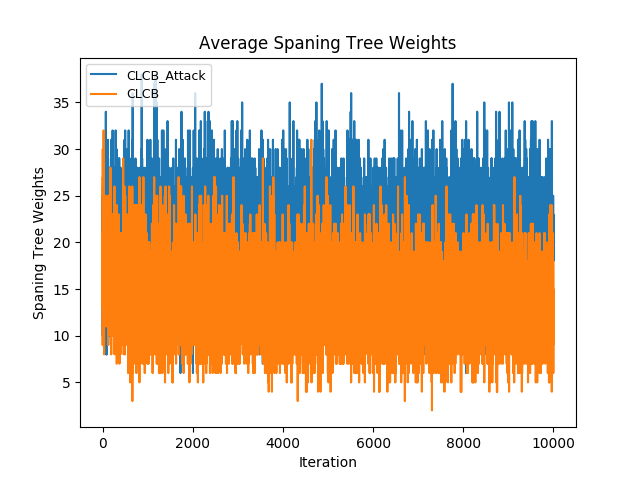 Average Spaning Tree Weights
CLCB_Attack
CLCB
35
30
25
20
15
10
5
Spaning Tree Weights
0
2000
4000
6000
8000
10000
Iteration